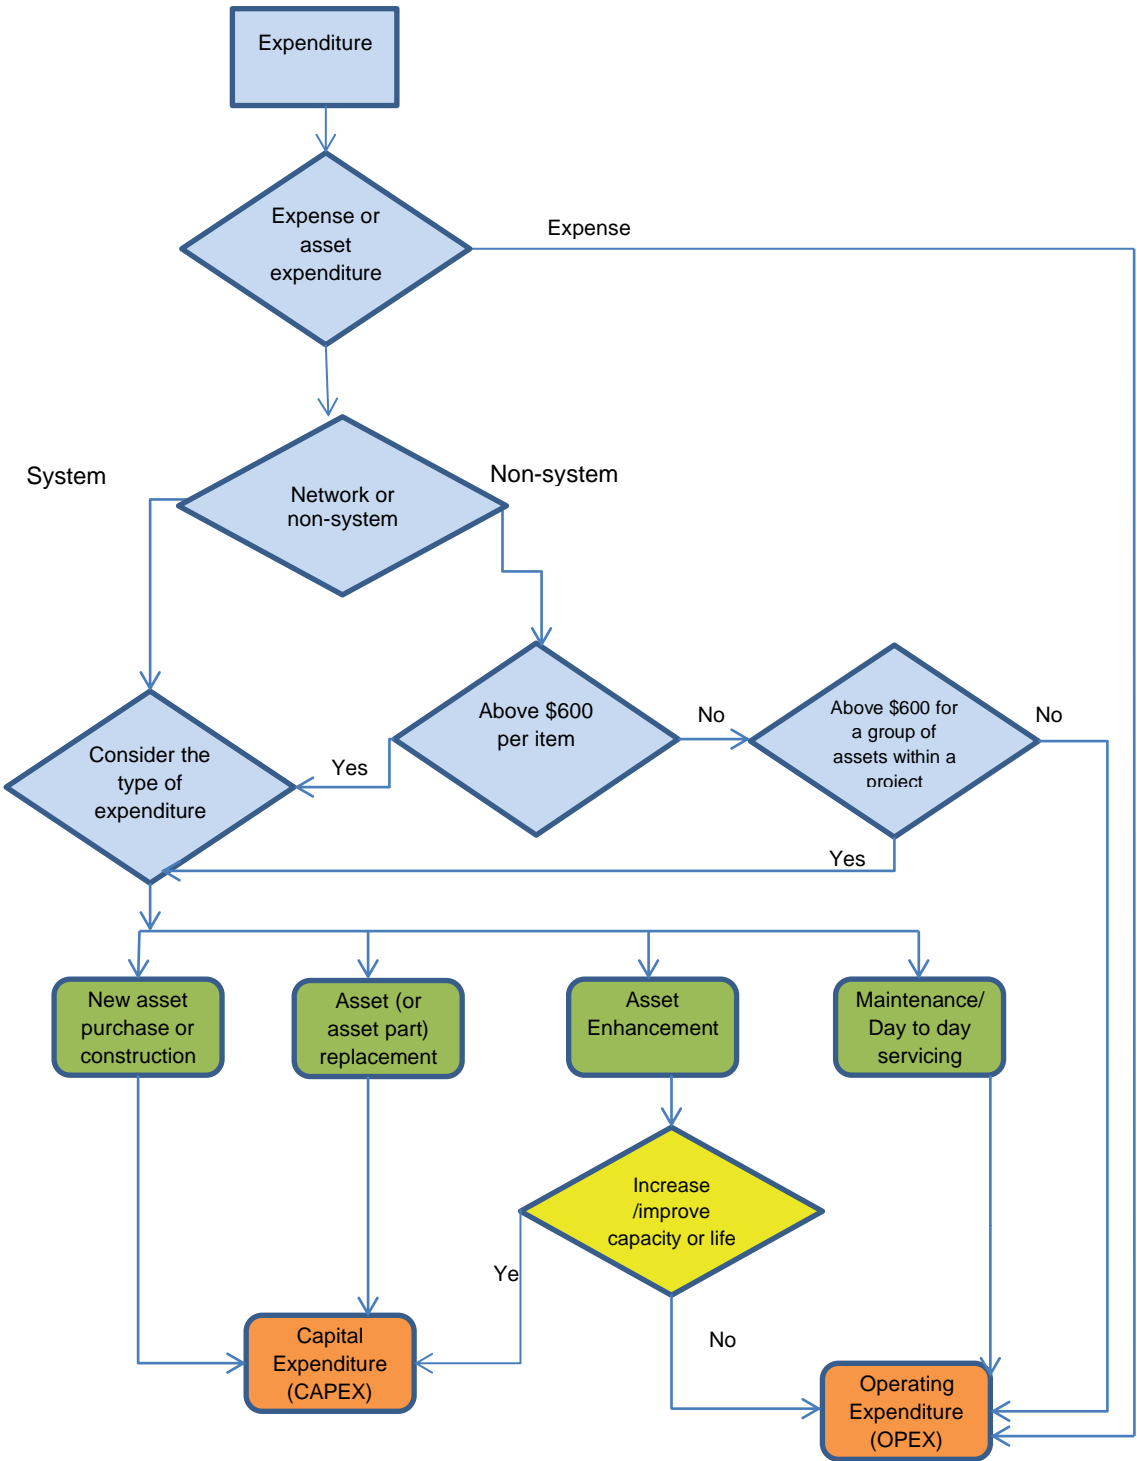 Expenditure
Expense or
asset
expenditure
Expense
System
Non-system
Network or
non-system
Above $600
per item
No
Above $600 for
a group of
assets within a
project
No
Consider the
type of
expenditure
Yes
Yes
New asset
purchase or
construction
Asset (or
asset part)
replacement
Asset
Enhancement
Maintenance/
Day to day
servicing
Increase
/improve
capacity or life
Ye
No
Capital
Expenditure
(CAPEX)
Operating
Expenditure
(OPEX)